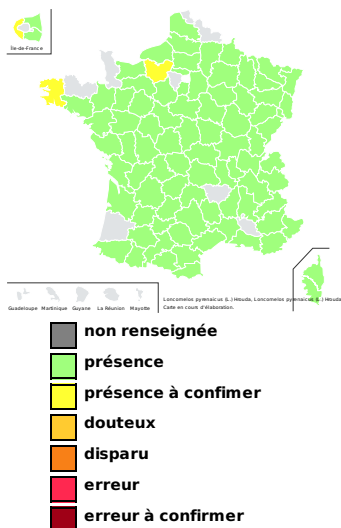 Île-de-France
Guadeloupe Martinique Guyane La Réunion Mayotte
Loncomelos pyrenaicus (L.) Hrouda, Loncomelos pyrenaicus (L.) Hrouda
Carte en cours d'élaboration.
non renseignée
présence
présence à confimer
douteux
disparu
erreur
erreur à confirmer